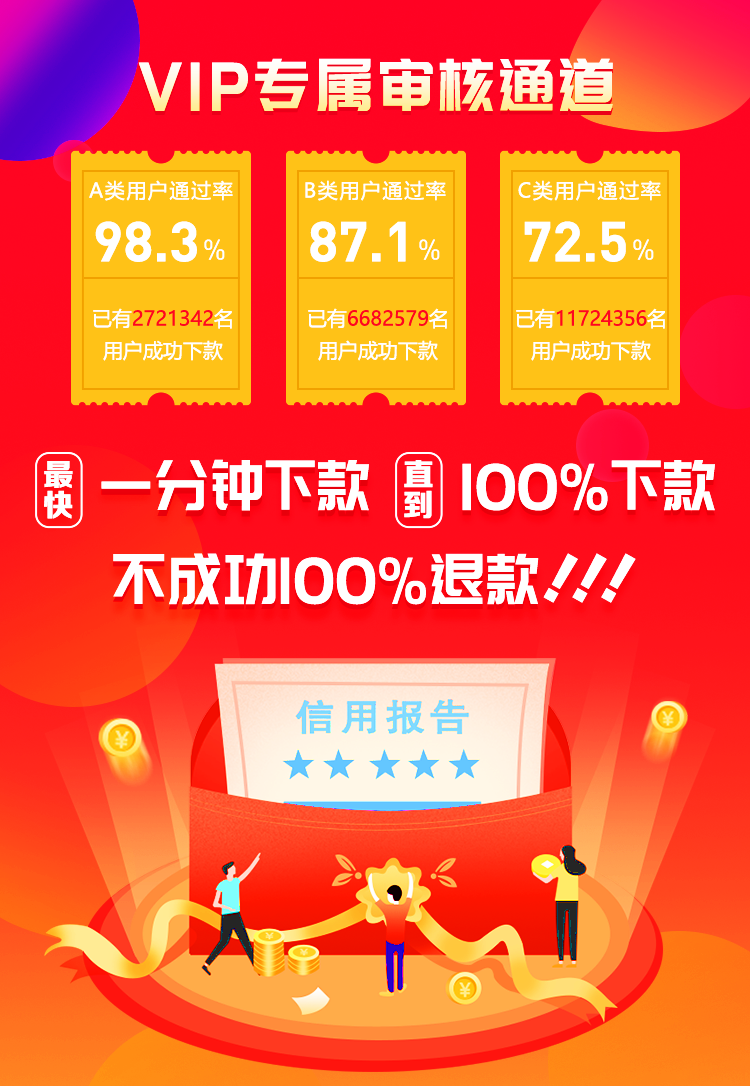 VIP专属审核通道
A类用户通过率
98.3%
已有2721342名
用户成功下款
B类用户通过率
87.1%
已有6682579名
用户成功下款
C类用户通过率
72.5%
已有11724356名
用户成功下款
最快 一分钟下款 直到 100%下款
不成功100%退款!!!
信用报告
¥
¥
¥
¥